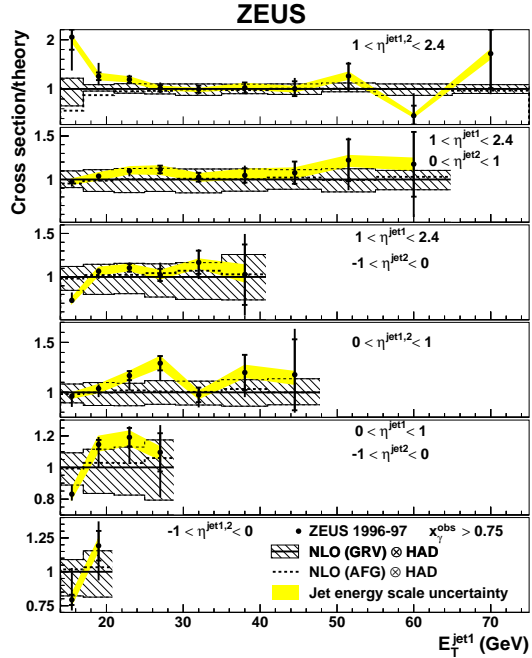 ZEUS
Cross section/theory
2
1
1 < η^jet1,2 < 2.4
1.5
1
1 < η^jet1 < 2.4
0 < η^jet2 < 1
1.5
1
1 < η^jet1 < 2.4
-1 < η^jet2 < 0
1.5
1
0 < η^jet1,2 < 1
1.2
1
0.8
0 < η^jet1 < 1
-1 < η^jet2 < 0
1.25
1
0.75
-1 < η^jet1,2 < 0
ZEUS 1996-97 x_γ^obs > 0.75
NLO (GRV) ⊗ HAD
NLO (AFG) ⊗ HAD
Jet energy scale uncertainty
20 30 40 50 60 70
E_T^jet1 (GeV)